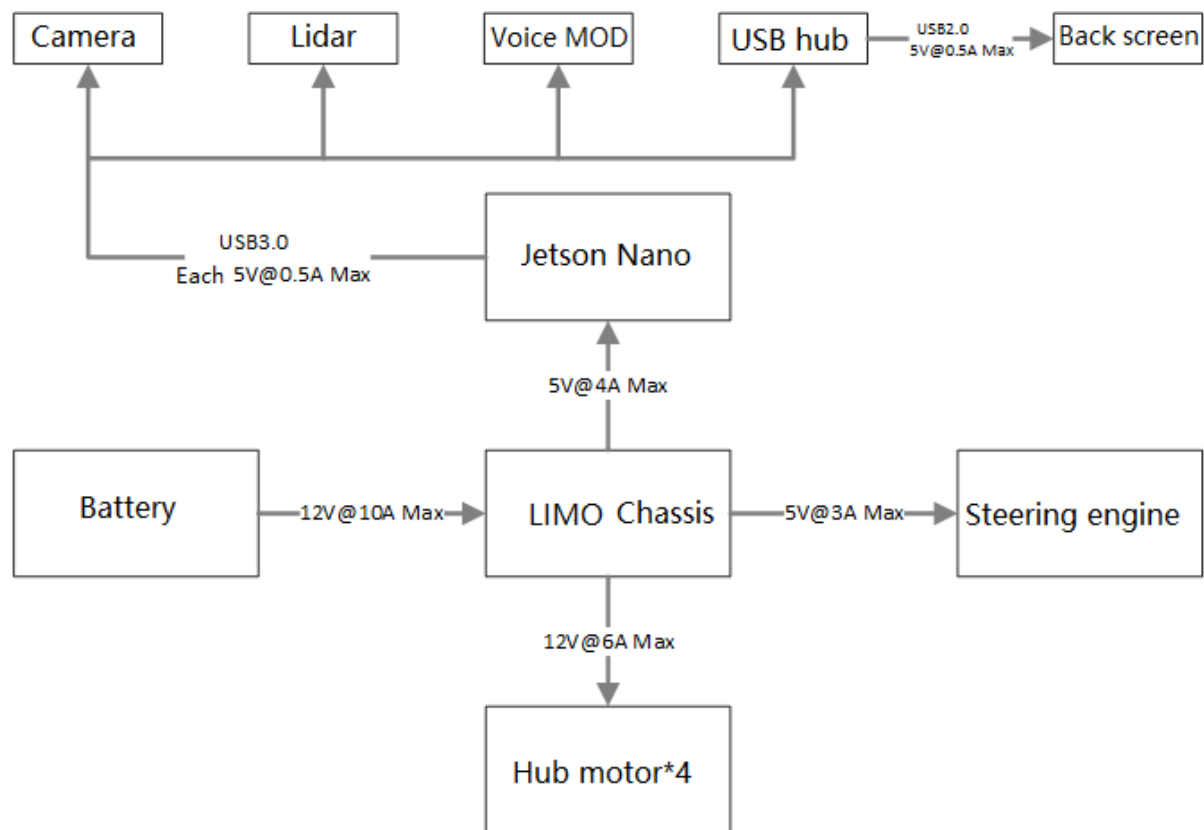 Camera
Lidar
Voice MOD
USB hub
USB2.0
5V@0.5A Max
Back screen
USB3.0
Each 5V@0.5A Max
Jetson Nano
5V@4A Max
Battery
12V@10A Max
LIMO Chassis
5V@3A Max
Steering engine
12V@6A Max
Hub motor*4